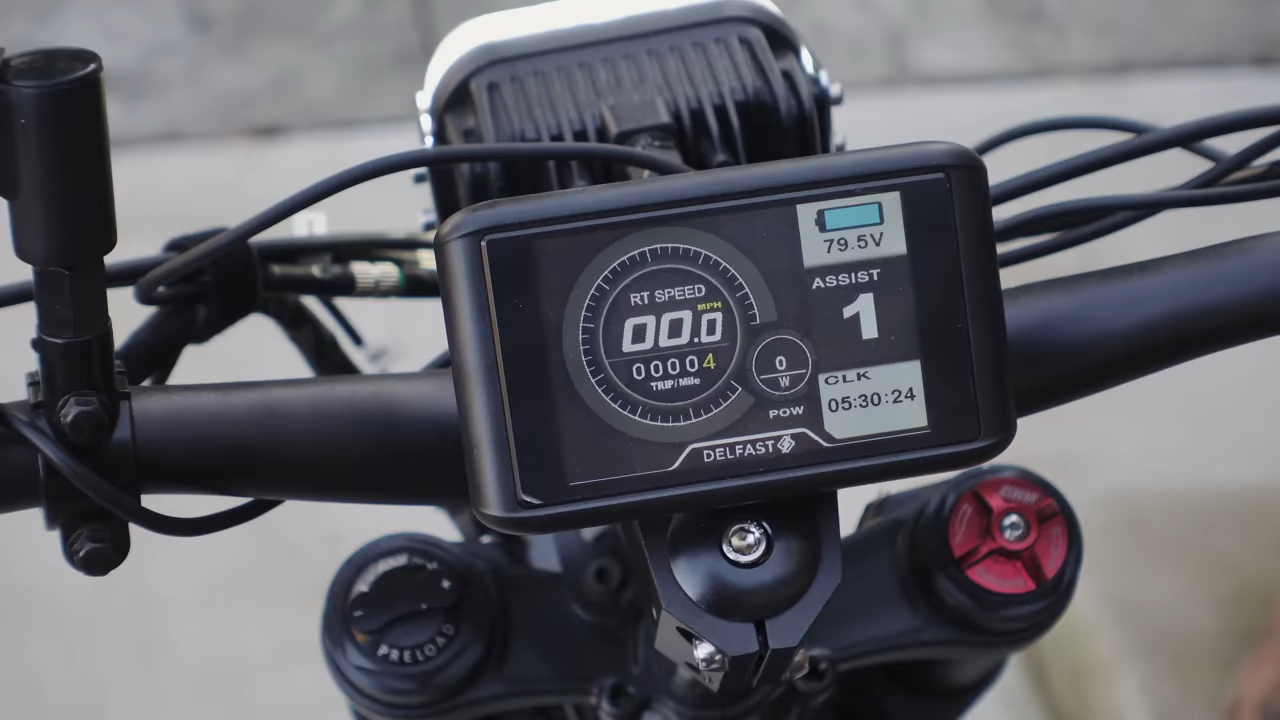 79.5V
RT SPEED
MPH
00.0
00004
TRIP/Mile
ASSIST
1
0
W
POW
CLK
05:30:24
DELFAST
PRELOAD